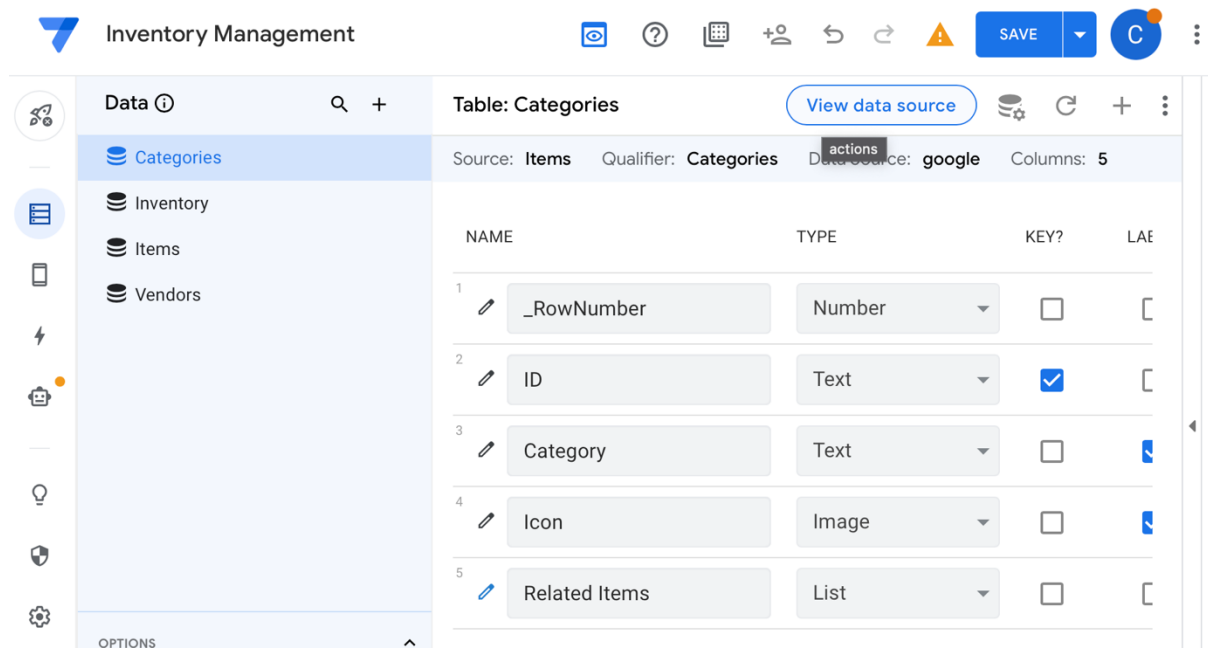 Inventory Management
SAVE
C
Data
Table: Categories
View data source
actions
Categories
Inventory
Items
Vendors
Source: Items Qualifier: Categories Data source: google Columns: 5
NAME TYPE KEY? LAB
1 _RowNumber Number
2 ID Text
3 Category Text
4 Icon Image
5 Related Items List
OPTIONS